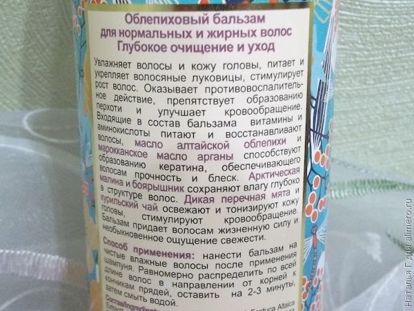 Облепиховый бальзам
для нормальных и жирных волос
Глубокое очищение и уход
Увлажняет волосы и кожу головы, питает и
укрепляет волосяные луковицы, стимулирует
рост волос. Оказывает противовоспалитель-
ное действие, препятствует образованию
перхоти и улучшает кровообращение.
Входящие в состав бальзама витамины и
аминокислоты питают и восстанавливают
волосы, масло алтайской облепихи и
марокканское масло арганы способствуют
образованию кератина, обеспечивающего
волосам прочность и блеск. Арктическая
малина и боярышник сохраняют влагу глубоко
в структуре волос. Дикая перечная мята и
курильский чай освежают и тонизируют кожу
головы, стимулируют кровообращение.
Бальзам придает волосам жизненную силу и
необыкновенное ощущение свежести.
Способ применения: нанести бальзам на
чистые влажные волосы после применения
шампуня. Равномерно распределить по всей
длине волос в направлении от корней к
кончикам прядей, оставить на 2-3 минуты,
затем смыть водой.